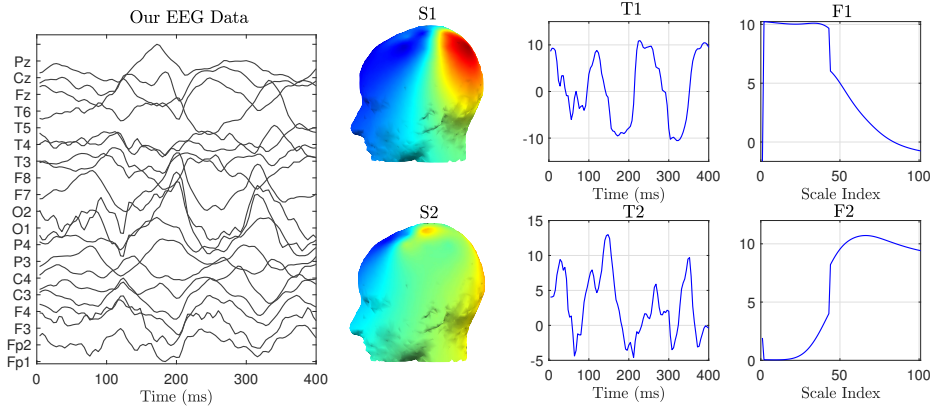 Our EEG Data
Pz
Cz
Fz
T6
T5
T4
T3
F8
F7
O2
O1
P4
P3
C4
C3
F4
F3
Fp2
Fp1
0 100 200 300 400
Time (ms)
S1
S2
T1
10
0
-10
0 100 200 300 400
Time (ms)
F1
10
5
0
0 50 100
Scale Index
T2
15
10
5
0
-5
0 100 200 300 400
Time (ms)
F2
10
5
0
0 50 100
Scale Index